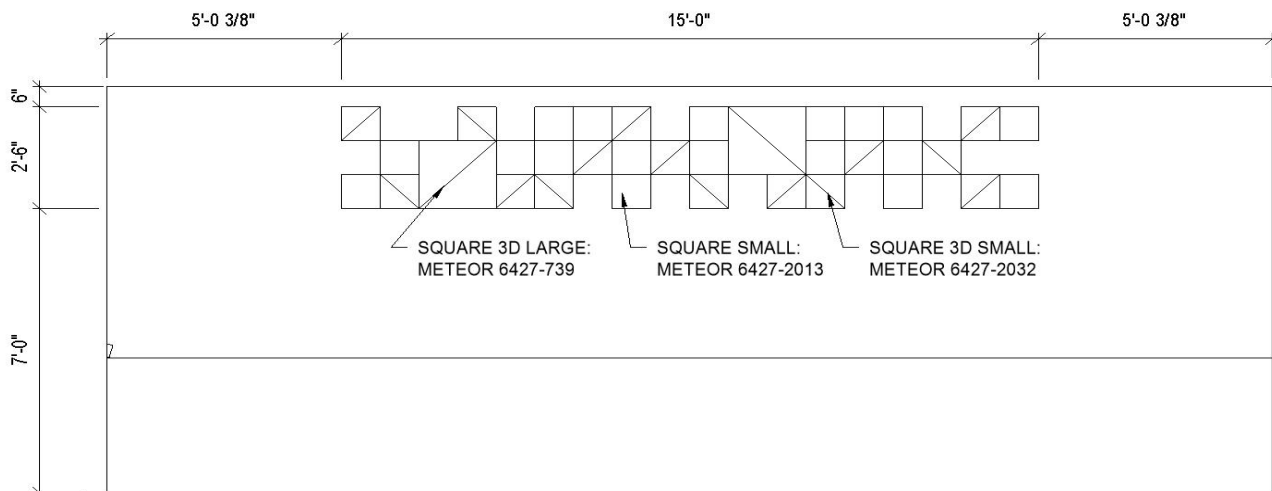 5'-0 3/8"
15'-0"
5'-0 3/8"
6"
2'-6"
7'-0"
SQUARE 3D LARGE:
METEOR 6427-739
SQUARE SMALL:
METEOR 6427-2013
SQUARE 3D SMALL:
METEOR 6427-2032